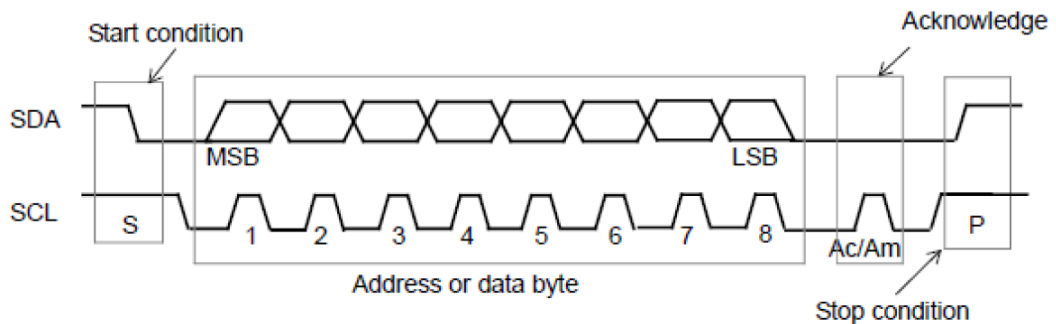 Start condition
Acknowledge
SDA
MSB
LSB
SCL
S
1
2
3
4
5
6
7
8
Ac/Am
P
Address or data byte
Stop condition